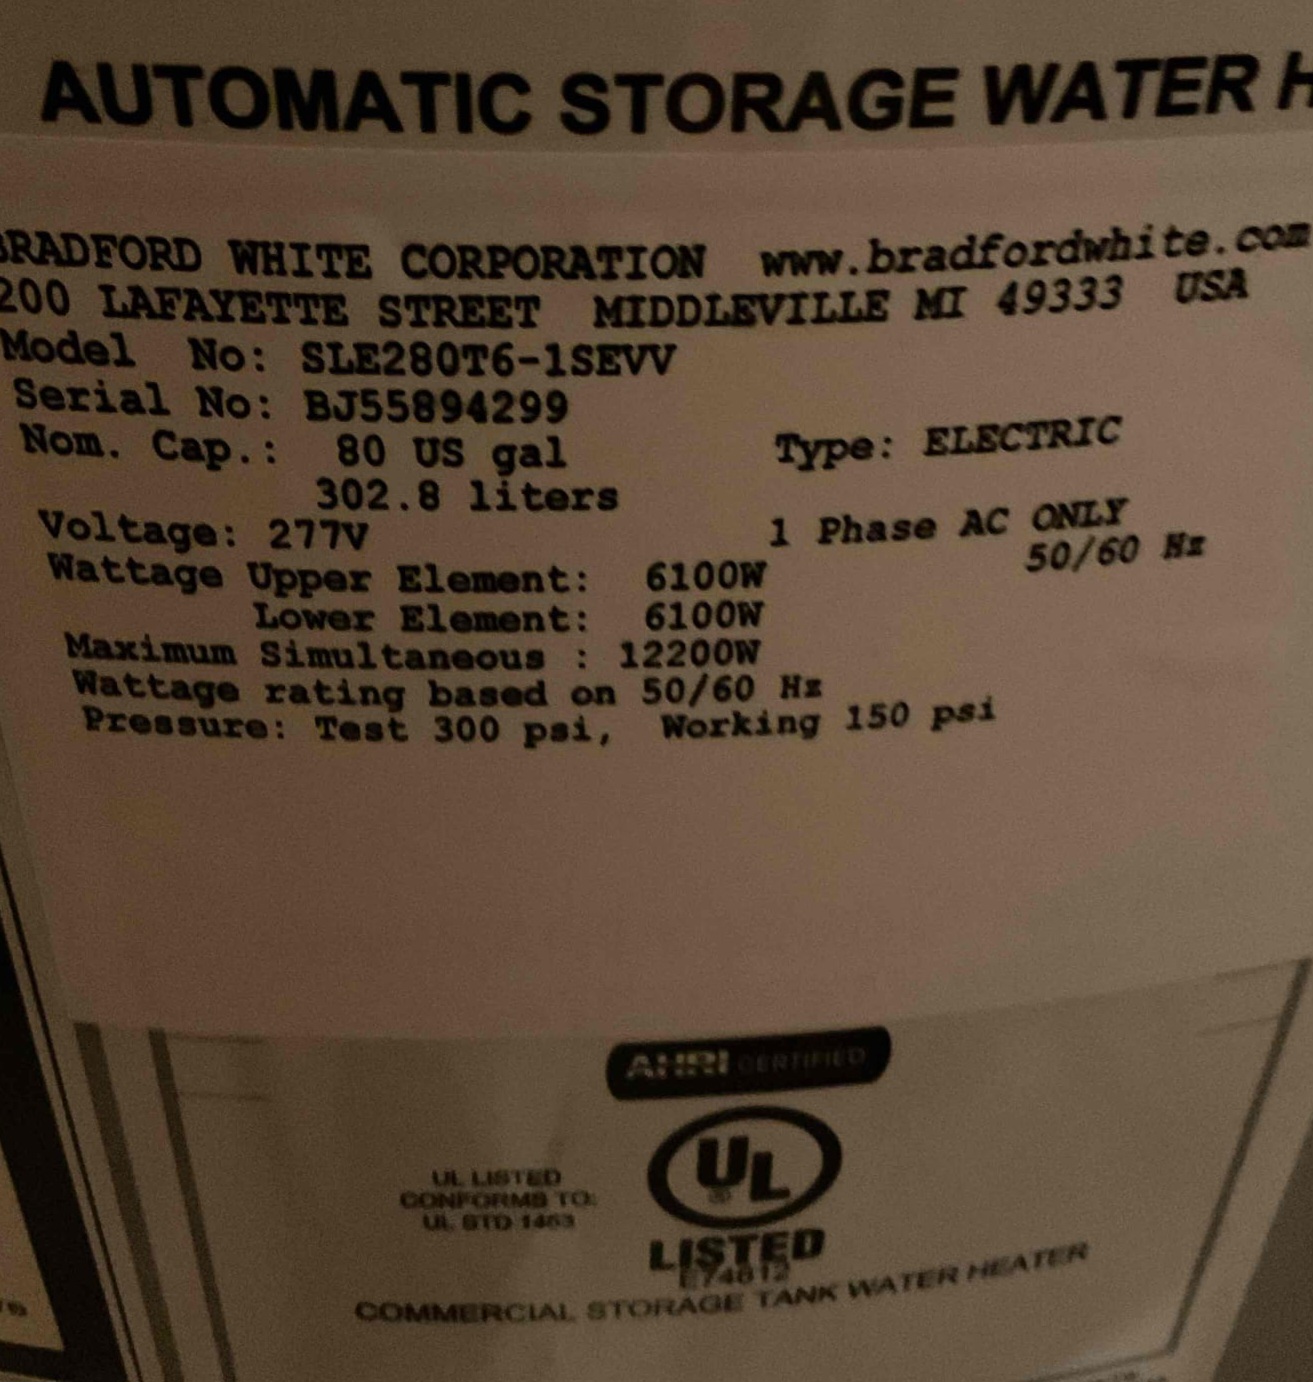 AUTOMATIC STORAGE WATER H
BRADFORD WHITE CORPORATION www.bradfordwhite.com
200 LAFAYETTE STREET MIDDLEVILLE MI 49333 USA
Model No: SLE280T6-1SEVV
Serial No: BJ55894299
Nom. Cap.: 80 US gal Type: ELECTRIC
302.8 liters
Voltage: 277V 1 Phase AC ONLY
50/60 Hz
Wattage Upper Element: 6100W
Lower Element: 6100W
Maximum Simultaneous : 12200W
Wattage rating based on 50/60 Hz
Pressure: Test 300 psi, Working 150 psi
AHRI CERTIFIED
UL LISTED
CONFORMS TO:
UL STD 1453
UL ®
LISTED
E74812
COMMERCIAL STORAGE TANK WATER HEATER